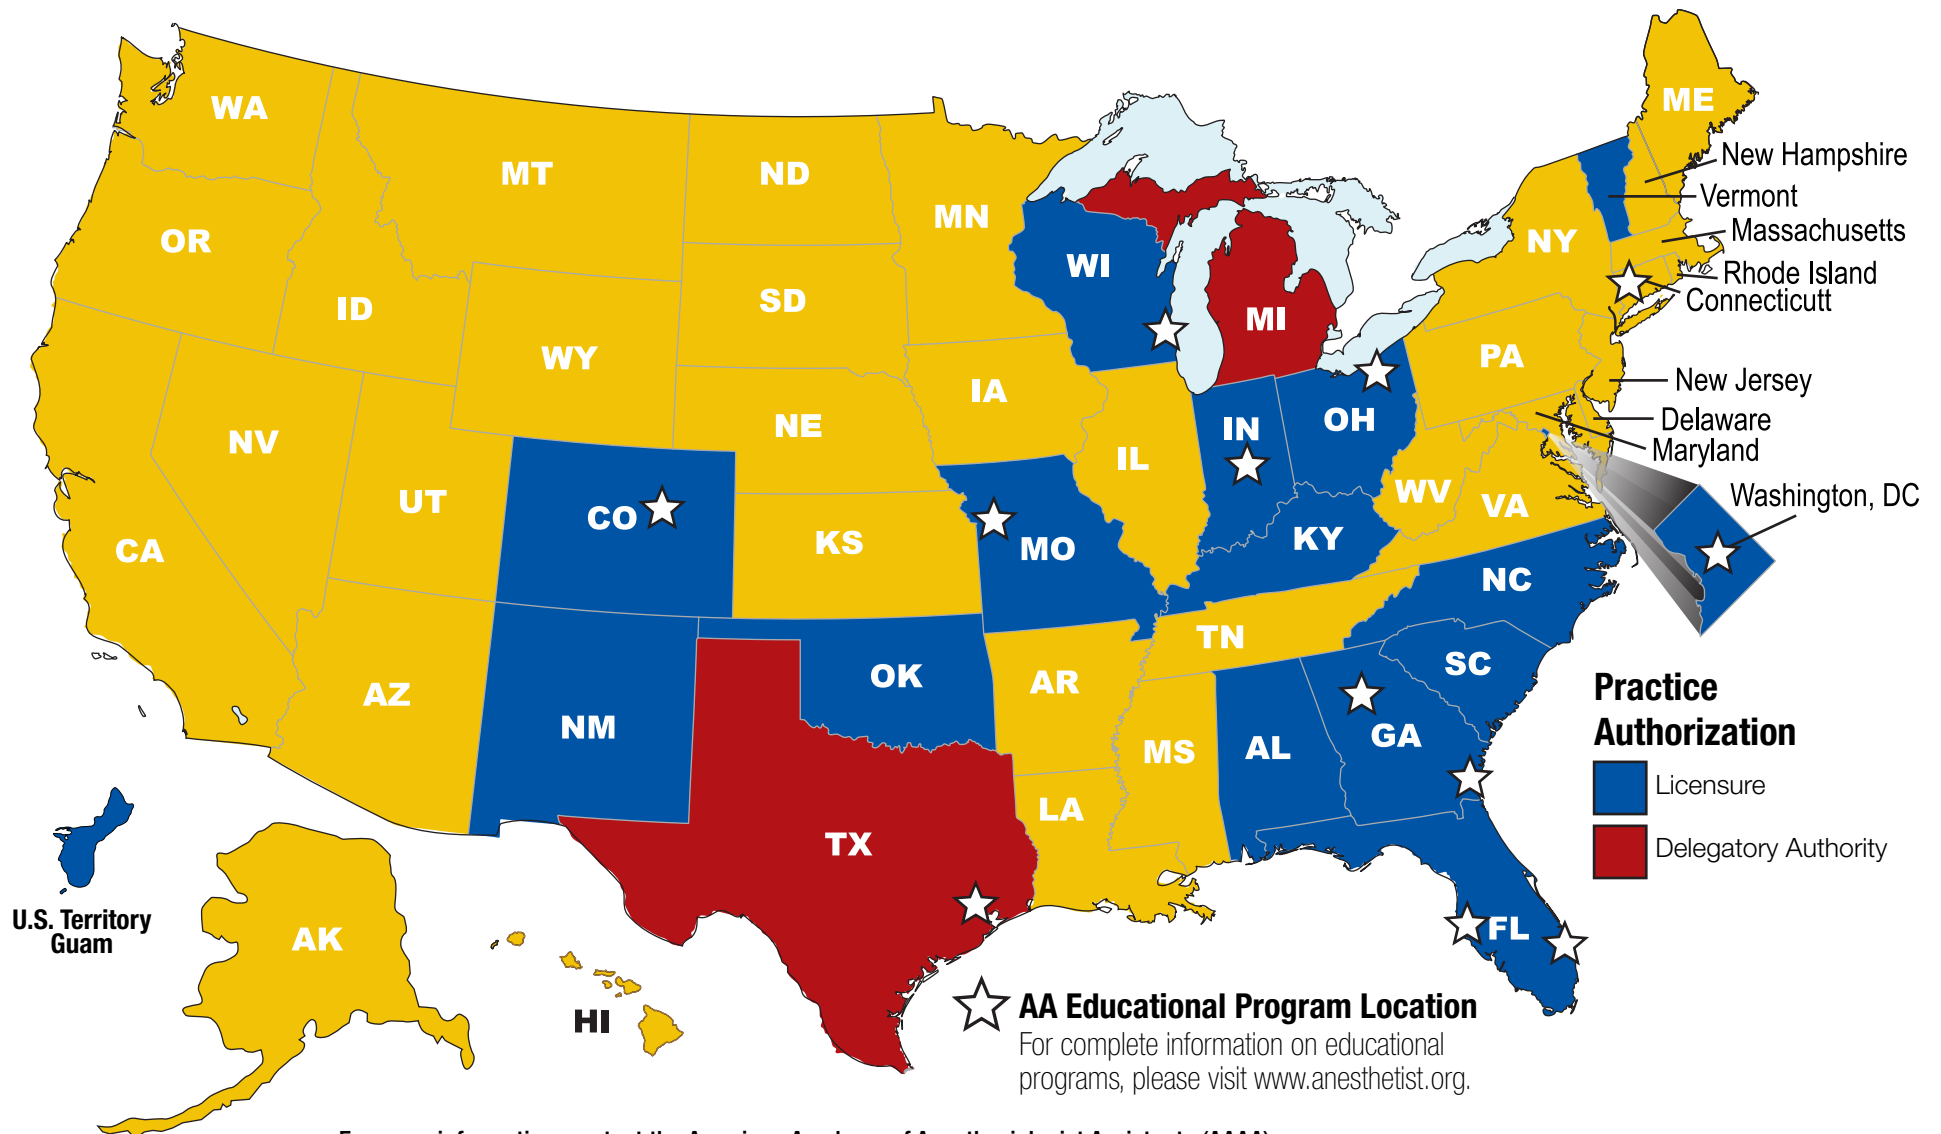 WA
MT
ND
MN
ME
New Hampshire
Vermont
Massachusetts
Rhode Island
Connecticutt
OR
ID
SD
WI
MI
NY
WY
IA
PA
New Jersey
Delaware
Maryland
NV
NE
IL
IN
OH
UT
CO
KS
MO
KY
WV
VA
Washington, DC
CA
NC
TN
SC
AZ
NM
OK
AR
MS
AL
GA
LA
TX
FL
Practice
Authorization
Licensure
Delegatory Authority
U.S. Territory
Guam
AK
HI
AA Educational Program Location
For complete information on educational
programs, please visit www.anesthetist.org.